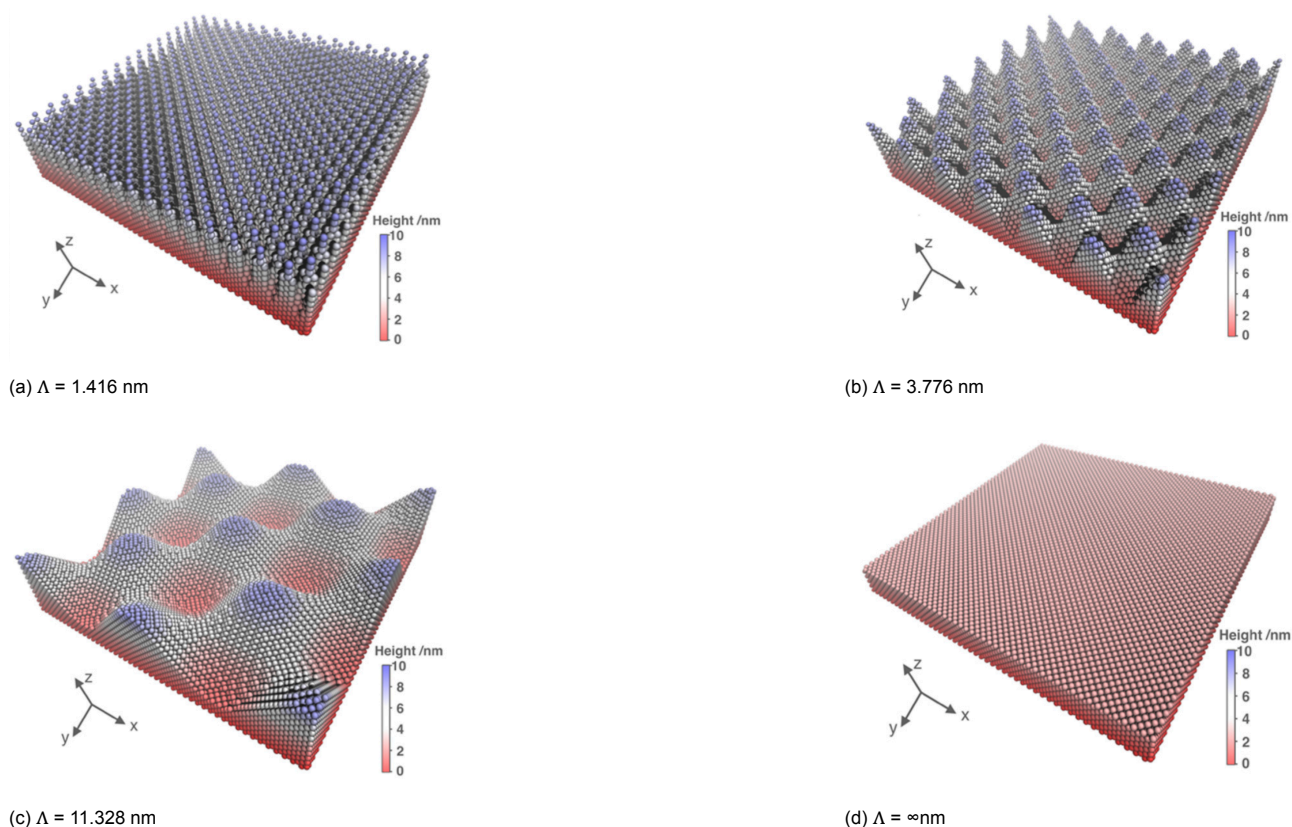 Height /nm
10
8
6
4
2
0
z
y
x
(a) Λ = 1.416 nm
Height /nm
10
8
6
4
2
0
z
y
x
(b) Λ = 3.776 nm
Height /nm
10
8
6
4
2
0
z
y
x
(c) Λ = 11.328 nm
Height /nm
10
8
6
4
2
0
z
y
x
(d) Λ = ∞nm